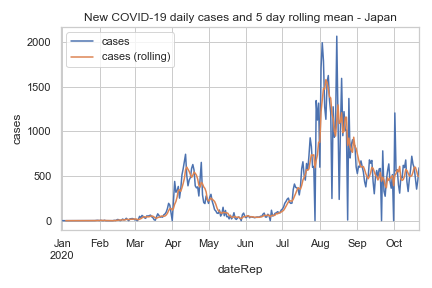 New COVID-19 daily cases and 5 day rolling mean - Japan
cases
cases (rolling)
cases
2000
1500
1000
500
0
Jan Feb Mar Apr May Jun Jul Aug Sep Oct
2020
dateRep